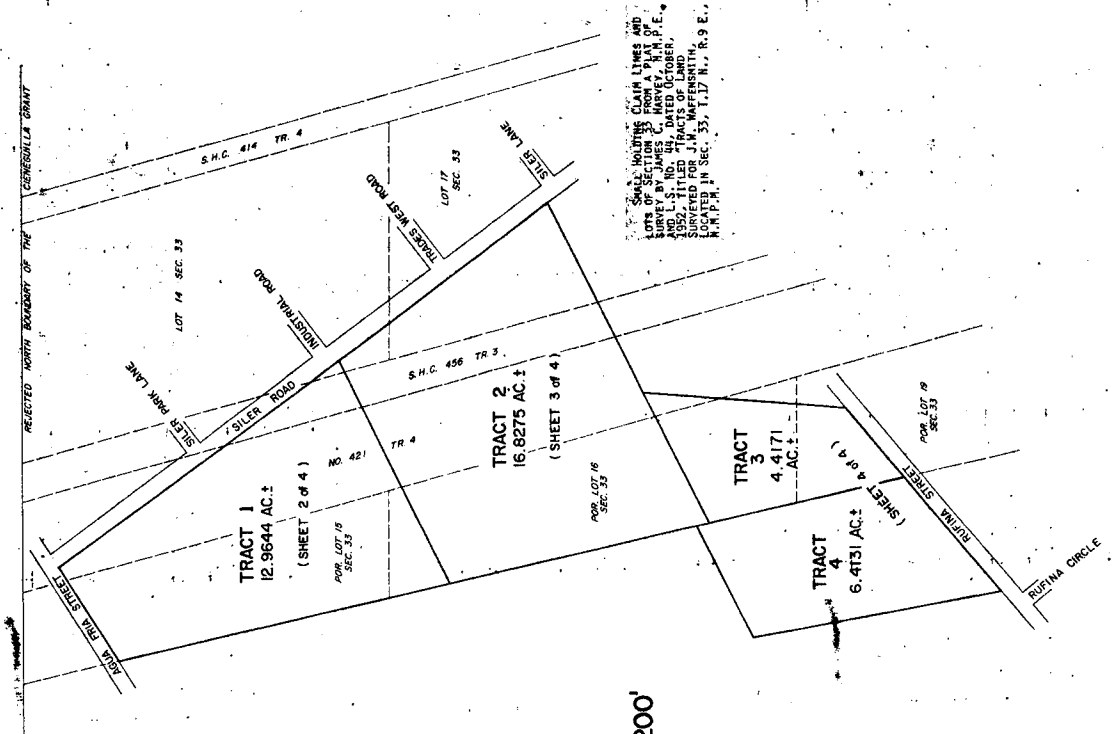 REJECTED NORTH BOUNDARY OF THE CIENEGUILLA GRANT
S.H.C. 414 TR. 4
LOT 14 SEC. 33
LOT 17
SEC. 33
SILER LANE
TRADES WEST ROAD
INDUSTRIAL ROAD
SILER PARK LANE
SILER ROAD
S.H.C. 456 TR. 3
NO. 421 TR 4
AGUA FRIA STREET
TRACT 1
12.9644 AC.±
(SHEET 2 of 4)
POR. LOT 15
SEC. 33
TRACT 2
16.8275 AC.±
(SHEET 3 of 4)
POR. LOT 16
SEC. 33
TRACT
3
4.4171
AC.±
(SHEET 4 of 4)
TRACT
4
6.4131 AC.±
RUFINA STREET
POR. LOT 19
SEC. 33
RUFINA CIRCLE
200'
SMALL HOLDING CLAIM LINES AND
LOTS OF SECTION 33 FROM A PLAT OF
SURVEY BY JAMES C. HARVEY, N.M.P.E.
AND L.S. NO. 44, DATED OCTOBER,
1952, TITLED "TRACTS OF LAND
SURVEYED FOR J.W. WAFFENSMITH,
LOCATED IN SEC. 33, T.17 N., R.9 E.,
N.M.P.M."